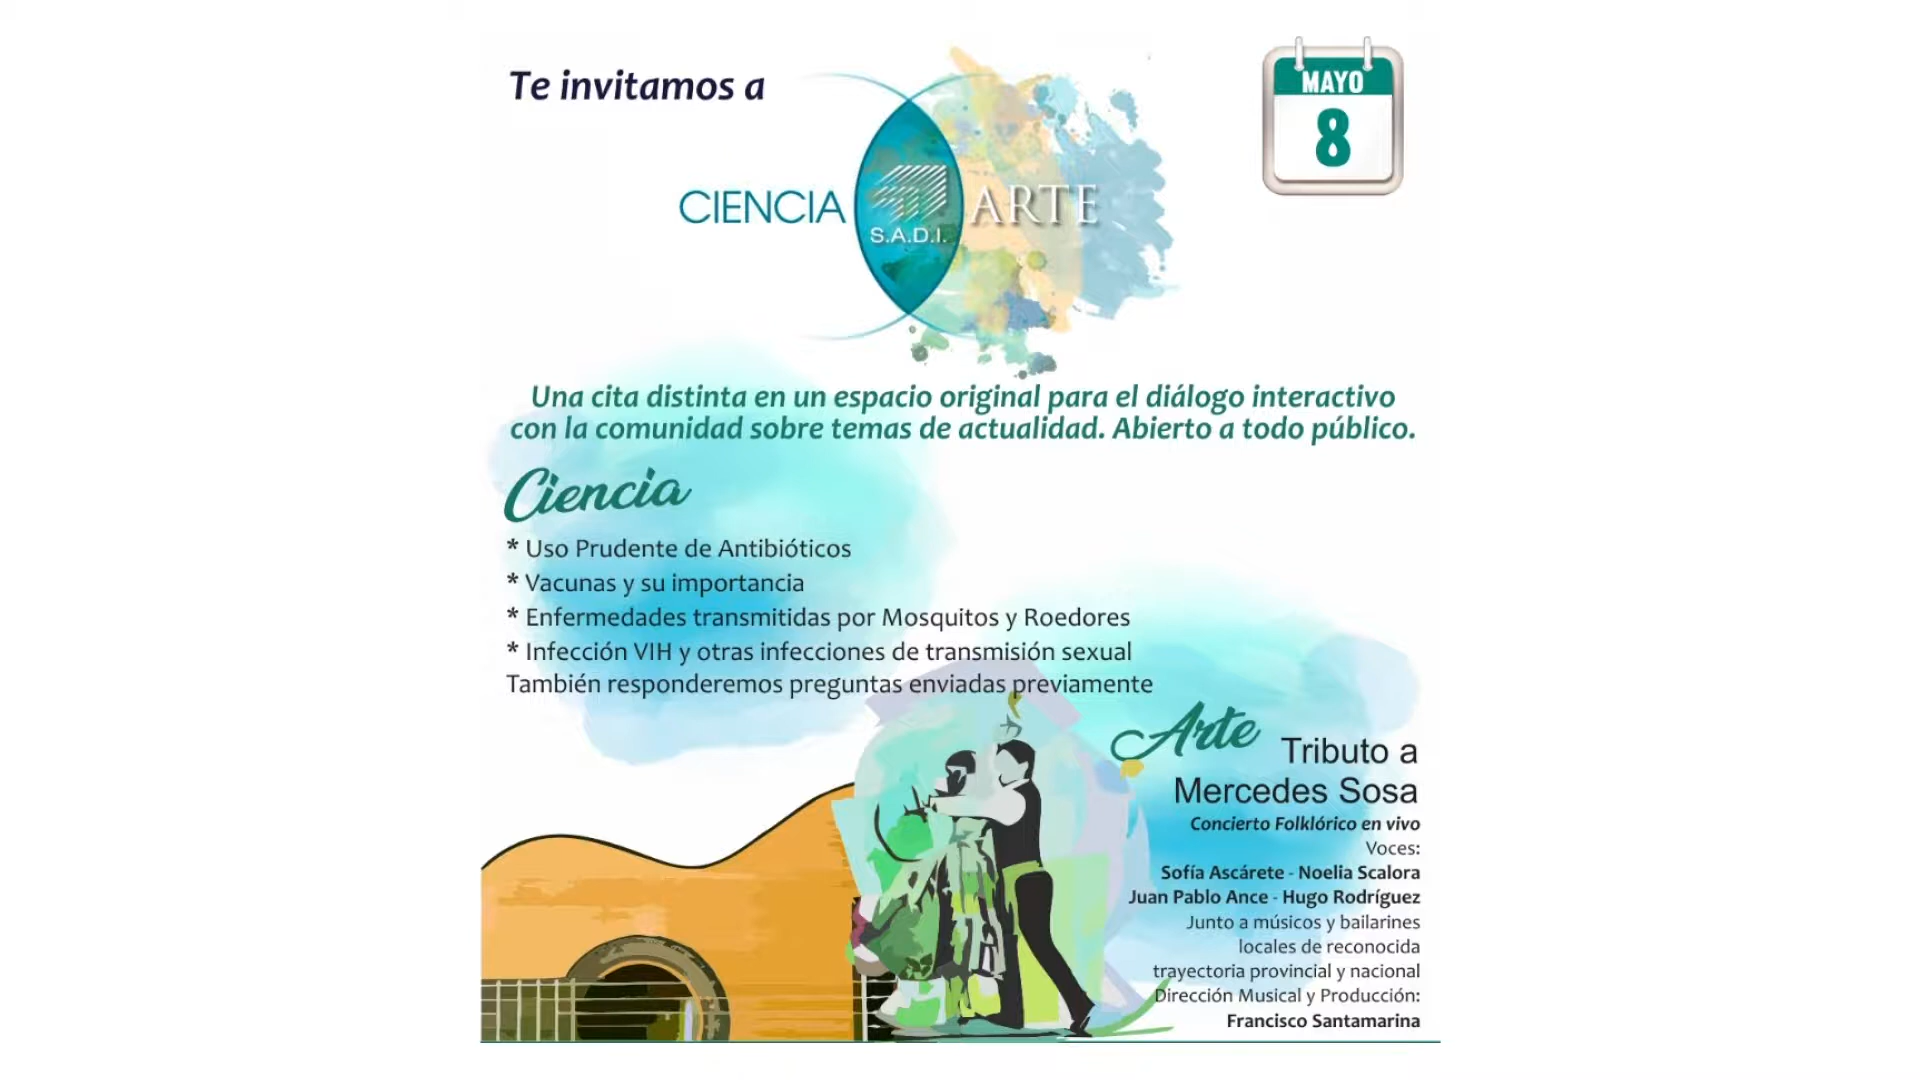 Te invitamos a
MAYO
8
CIENCIA
S.A.D.I.
ARTE
Una cita distinta en un espacio original para el diálogo interactivo
con la comunidad sobre temas de actualidad. Abierto a todo público.
Ciencia
* Uso Prudente de Antibióticos
* Vacunas y su importancia
* Enfermedades transmitidas por Mosquitos y Roedores
* Infección VIH y otras infecciones de transmisión sexual
También responderemos preguntas enviadas previamente
Arte
Tributo a
Mercedes Sosa
Concierto Folklórico en vivo
Voces:
Sofía Ascárete - Noelia Scalora
Juan Pablo Ance - Hugo Rodríguez
Junto a músicos y bailarines
locales de reconocida
trayectoria provincial y nacional
Dirección Musical y Producción:
Francisco Santamarina